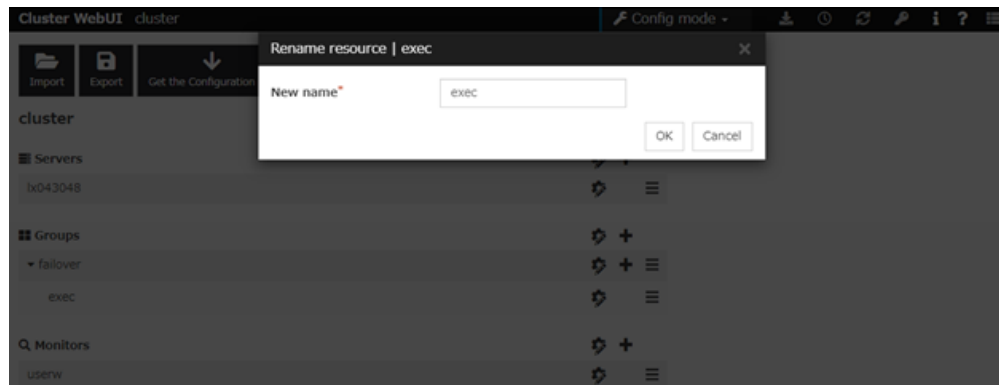 Cluster WebUI cluster
Config mode
Rename resource | exec
Import
Export
Get the Configuration
New name*
exec
OK
Cancel
cluster
Servers
lx043048
Groups
failover
exec
Monitors
userw